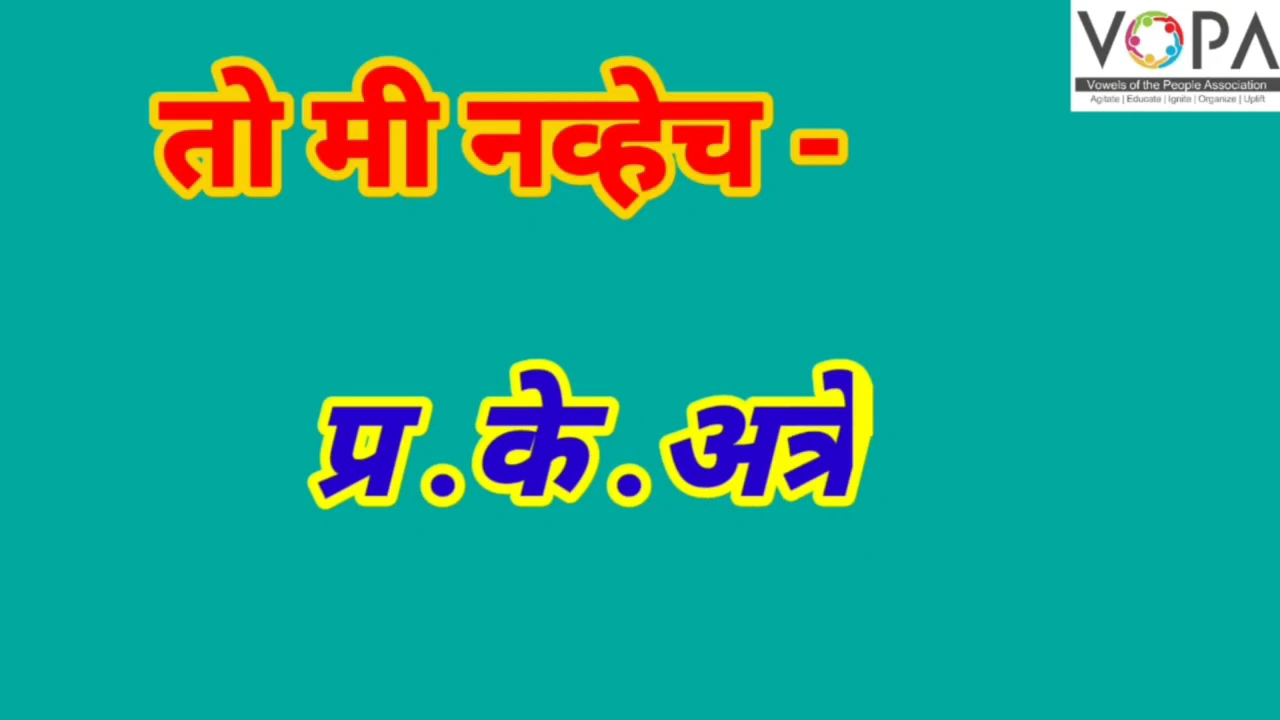 VOPA
Vowels of the People Association
Agitate | Educate | Ignite | Organize | Uplift
तो मी नव्हेच -
प्र .के .अत्रे